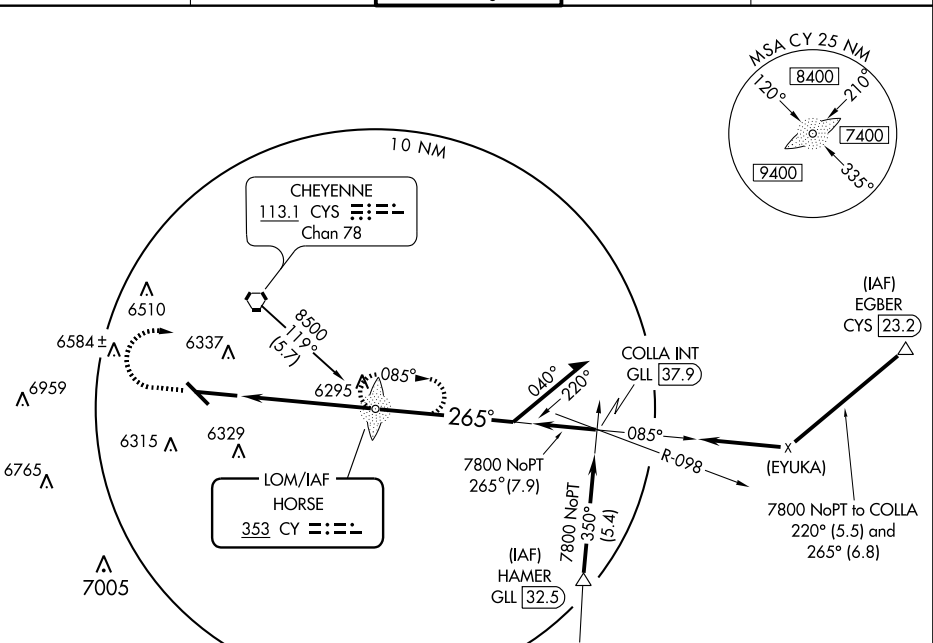 MSA CY 25 NM
120°
8400
210°
7400
9400
335°
10 NM
CHEYENNE
113.1 CYS
Chan 78
6510
6584±
6337
8500
119°
(5.7)
(IAF)
EGBER
CYS 23.2
COLLA INT
GLL 37.9
6959
6295
085°
040°
220°
265°
085°
R-098
(EYUKA)
X
6315
6329
7800 NoPT
265° (7.9)
6765
LOM/IAF
HORSE
353 CY
7800 NoPT
350°
(5.4)
7800 NoPT to COLLA
220° (5.5) and
265° (6.8)
7005
(IAF)
HAMER
GLL 32.5